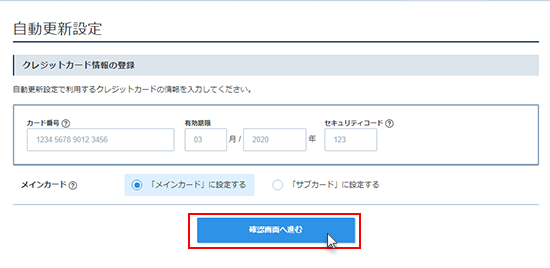 自動更新設定
クレジットカード情報の登録
自動更新設定で利用するクレジットカードの情報を入力してください。
カード番号 ? 有効期限 セキュリティコード ?
1234 5678 9012 3456 03 月 / 2020 年 123
メインカード ? 「メインカード」に設定する 「サブカード」に設定する
確認画面へ進む